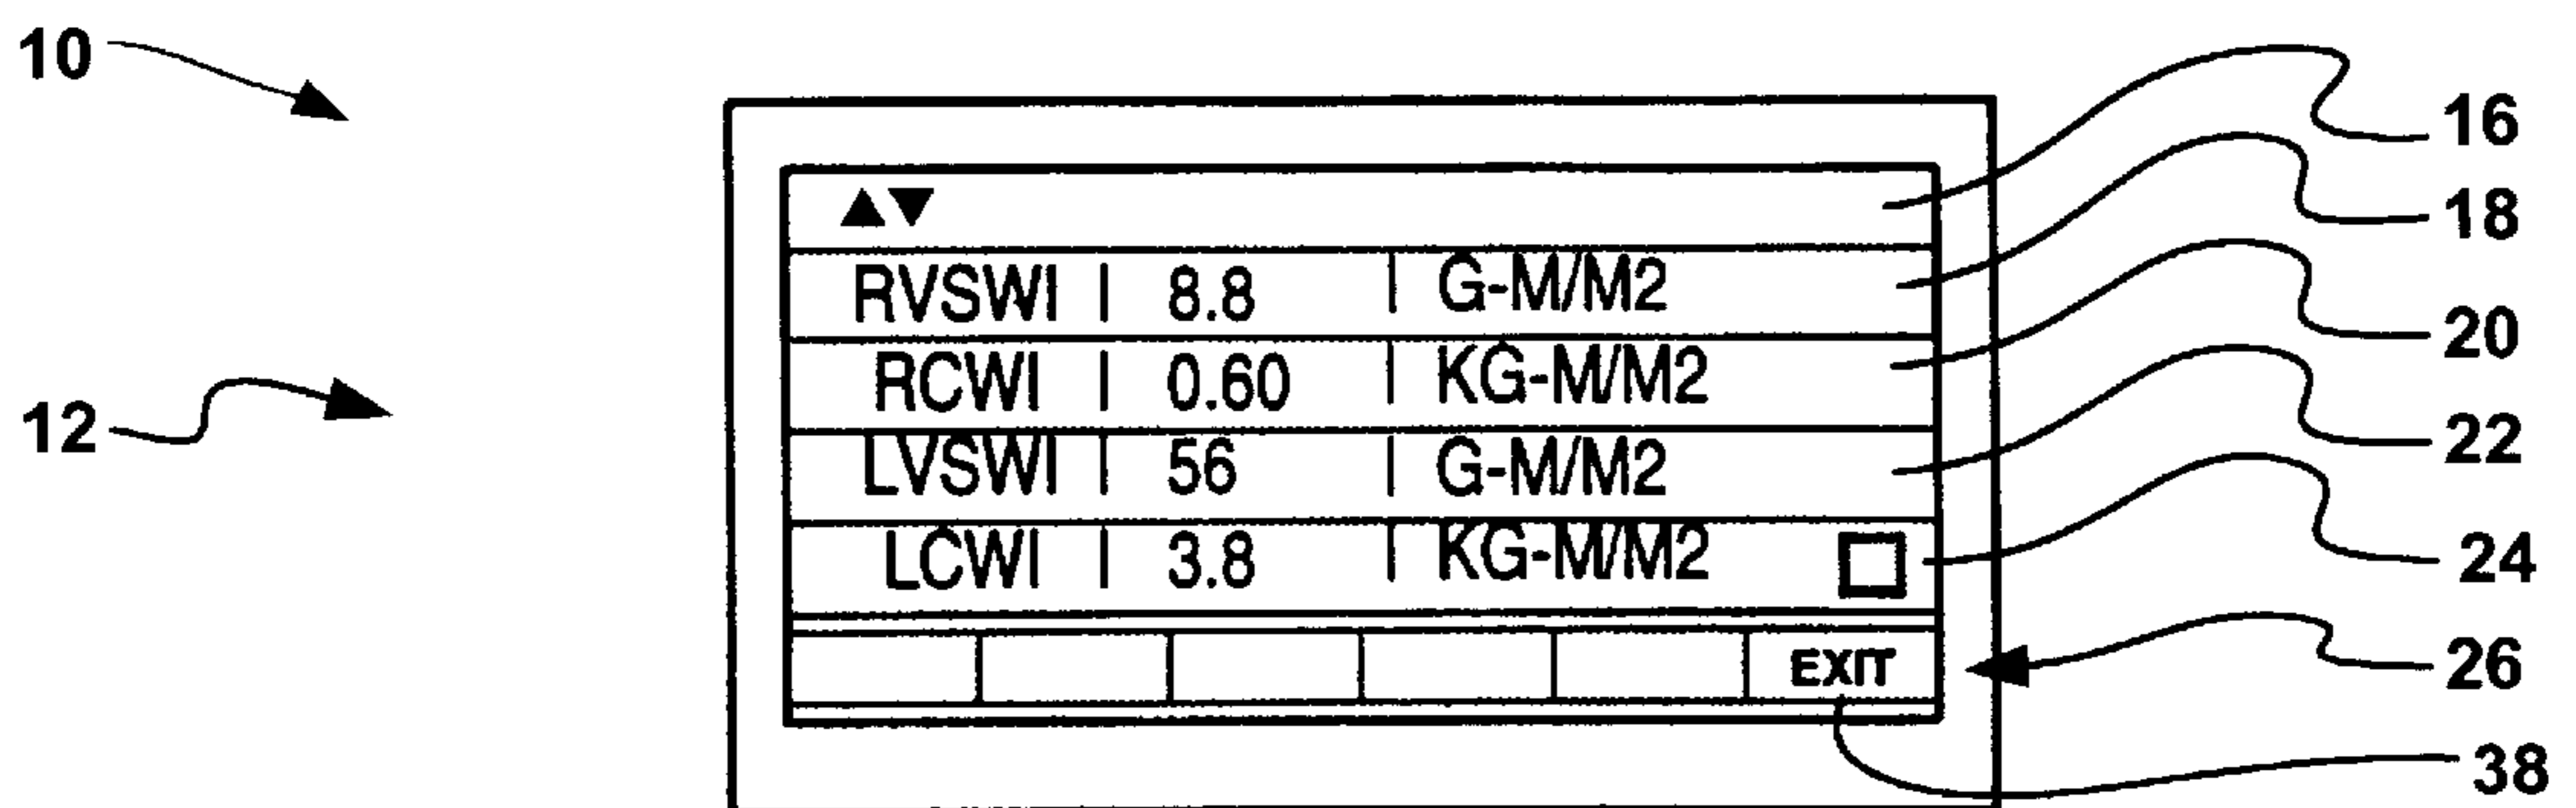 10
16
18
▲▼
RVSWI | 8.8 | G-M/M2
20
RCWI | 0.60 | KG-M/M2
12
22
LVSWI | 56 | G-M/M2
24
LCWI | 3.8 | KG-M/M2
EXIT
26
38